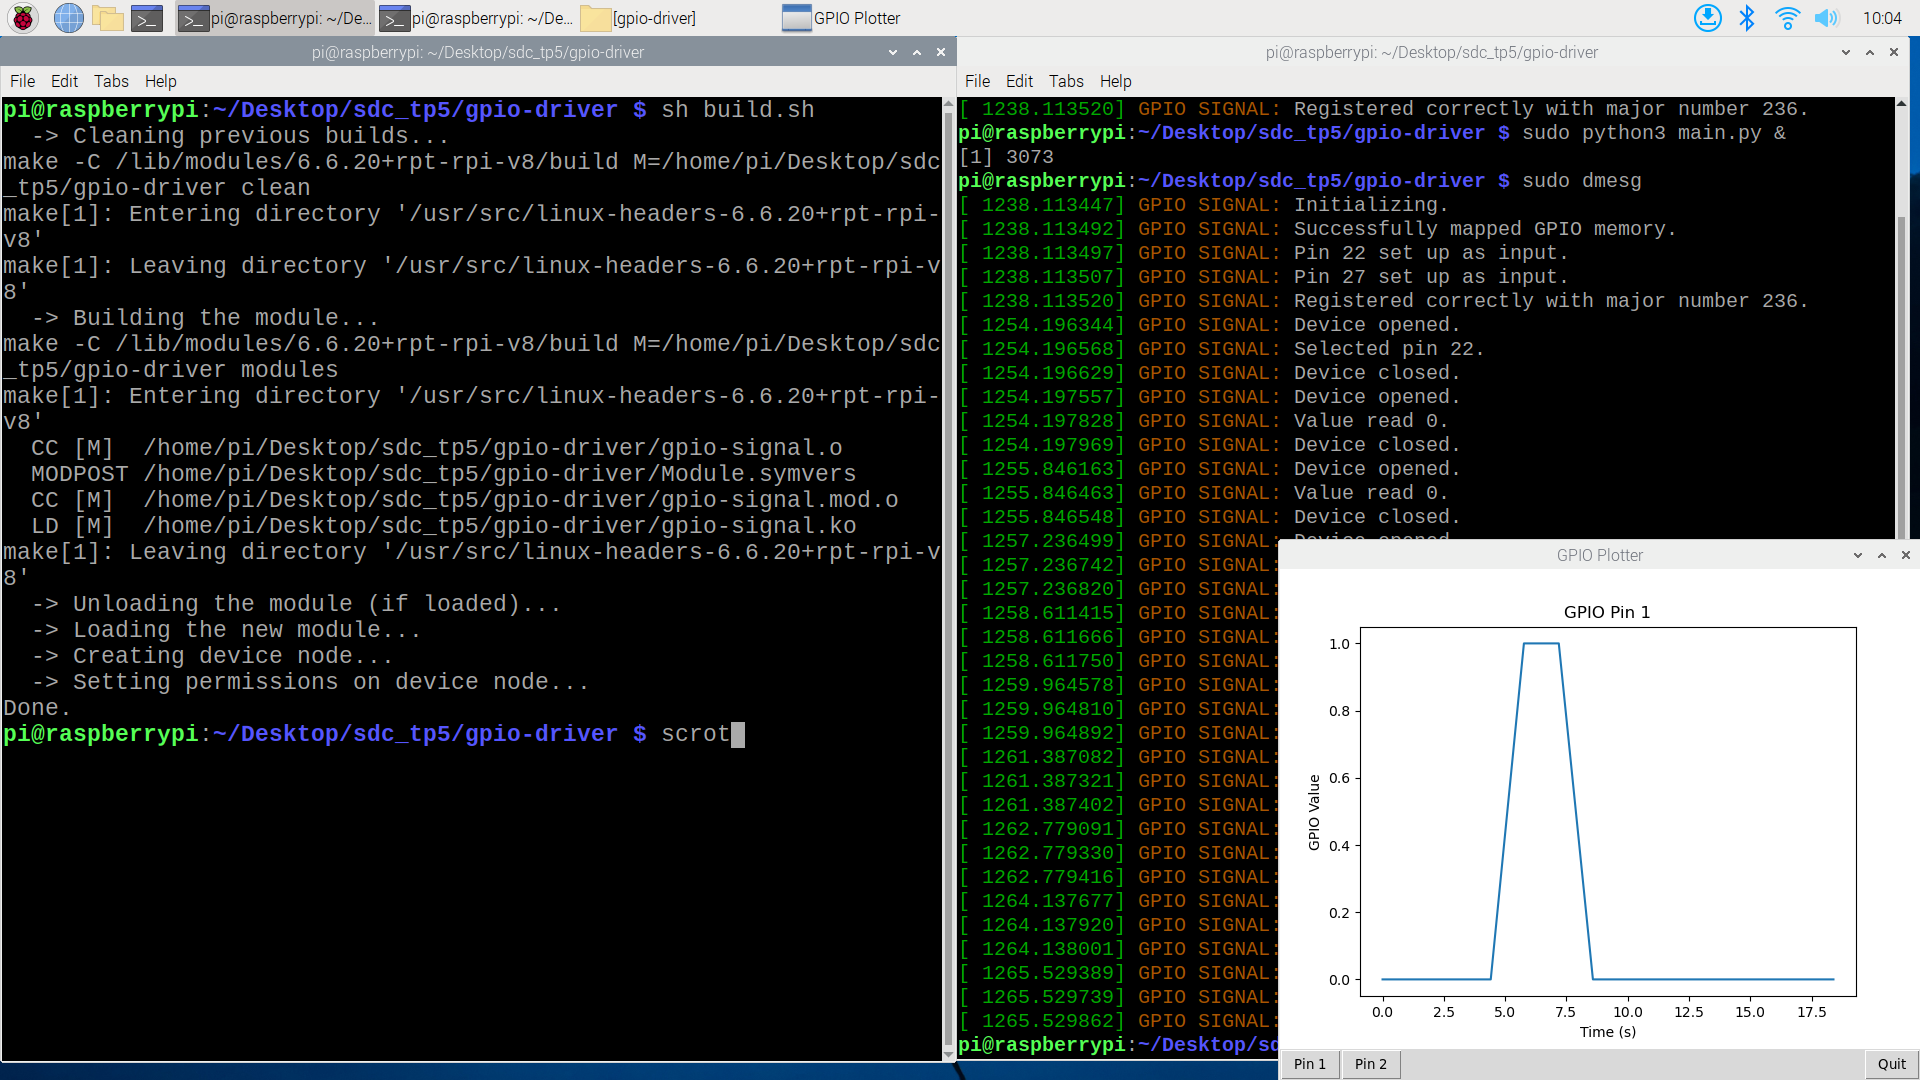 pi@raspberrypi: ~/De...
pi@raspberrypi: ~/De...
[gpio-driver]
GPIO Plotter
10:04
pi@raspberrypi: ~/Desktop/sdc_tp5/gpio-driver
File Edit Tabs Help
pi@raspberrypi:~/Desktop/sdc_tp5/gpio-driver $ sh build.sh
-> Cleaning previous builds...
make -C /lib/modules/6.6.20+rpt-rpi-v8/build M=/home/pi/Desktop/sdc
_tp5/gpio-driver clean
make[1]: Entering directory '/usr/src/linux-headers-6.6.20+rpt-rpi-
v8'
make[1]: Leaving directory '/usr/src/linux-headers-6.6.20+rpt-rpi-v
8'
-> Building the module...
make -C /lib/modules/6.6.20+rpt-rpi-v8/build M=/home/pi/Desktop/sdc
_tp5/gpio-driver modules
make[1]: Entering directory '/usr/src/linux-headers-6.6.20+rpt-rpi-
v8'
CC [M]  /home/pi/Desktop/sdc_tp5/gpio-driver/gpio-signal.o
MODPOST /home/pi/Desktop/sdc_tp5/gpio-driver/Module.symvers
CC [M]  /home/pi/Desktop/sdc_tp5/gpio-driver/gpio-signal.mod.o
LD [M]  /home/pi/Desktop/sdc_tp5/gpio-driver/gpio-signal.ko
make[1]: Leaving directory '/usr/src/linux-headers-6.6.20+rpt-rpi-v
8'
-> Unloading the module (if loaded)...
-> Loading the new module...
-> Creating device node...
-> Setting permissions on device node...
Done.
pi@raspberrypi:~/Desktop/sdc_tp5/gpio-driver $ scrot
pi@raspberrypi: ~/Desktop/sdc_tp5/gpio-driver
File Edit Tabs Help
[ 1238.113520] GPIO SIGNAL: Registered correctly with major number 236.
pi@raspberrypi:~/Desktop/sdc_tp5/gpio-driver $ sudo python3 main.py &
[1] 3073
pi@raspberrypi:~/Desktop/sdc_tp5/gpio-driver $ sudo dmesg
[ 1238.113447] GPIO SIGNAL: Initializing.
[ 1238.113492] GPIO SIGNAL: Successfully mapped GPIO memory.
[ 1238.113497] GPIO SIGNAL: Pin 22 set up as input.
[ 1238.113507] GPIO SIGNAL: Pin 27 set up as input.
[ 1238.113520] GPIO SIGNAL: Registered correctly with major number 236.
[ 1254.196344] GPIO SIGNAL: Device opened.
[ 1254.196568] GPIO SIGNAL: Selected pin 22.
[ 1254.196629] GPIO SIGNAL: Device closed.
[ 1254.197557] GPIO SIGNAL: Device opened.
[ 1254.197828] GPIO SIGNAL: Value read 0.
[ 1254.197969] GPIO SIGNAL: Device closed.
[ 1255.846163] GPIO SIGNAL: Device opened.
[ 1255.846463] GPIO SIGNAL: Value read 0.
[ 1255.846548] GPIO SIGNAL: Device closed.
[ 1257.236499] GPIO SIGNAL: Device opened.
[ 1257.236742] GPIO SIGNAL:
[ 1257.236820] GPIO SIGNAL:
[ 1258.611415] GPIO SIGNAL:
[ 1258.611666] GPIO SIGNAL:
[ 1258.611750] GPIO SIGNAL:
[ 1259.964578] GPIO SIGNAL:
[ 1259.964810] GPIO SIGNAL:
[ 1259.964892] GPIO SIGNAL:
[ 1261.387082] GPIO SIGNAL:
[ 1261.387321] GPIO SIGNAL:
[ 1261.387402] GPIO SIGNAL:
[ 1262.779091] GPIO SIGNAL:
[ 1262.779330] GPIO SIGNAL:
[ 1262.779416] GPIO SIGNAL:
[ 1264.137677] GPIO SIGNAL:
[ 1264.137920] GPIO SIGNAL:
[ 1264.138001] GPIO SIGNAL:
[ 1265.529389] GPIO SIGNAL:
[ 1265.529739] GPIO SIGNAL:
[ 1265.529862] GPIO SIGNAL:
pi@raspberrypi:~/Desktop/sd
GPIO Plotter
GPIO Pin 1
1.0
0.8
0.6
0.4
0.2
0.0
GPIO Value
0.0 2.5 5.0 7.5 10.0 12.5 15.0 17.5
Time (s)
Pin 1 Pin 2 Quit